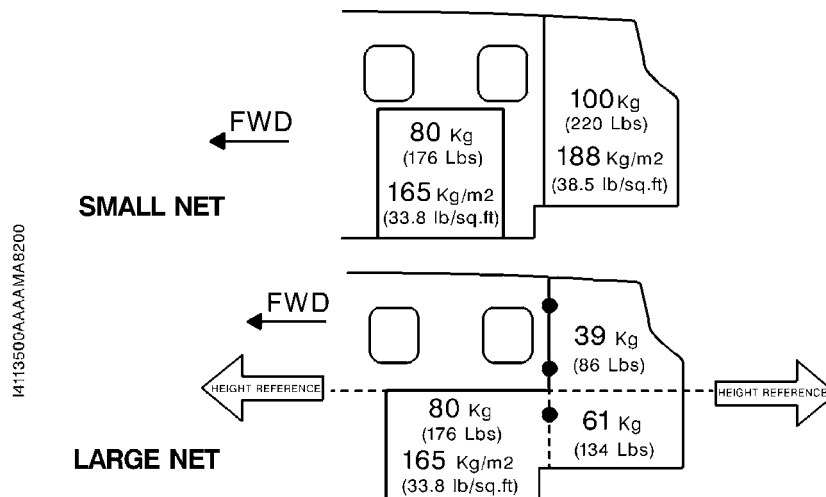 FWD
80 Kg
(176 Lbs)
165 Kg/m2
(33.8 lb/sq.ft)
100 Kg
(220 Lbs)
188 Kg/m2
(38.5 lb/sq.ft)
SMALL NET
I4113500AAAAMA8200
FWD
39 Kg
(86 Lbs)
HEIGHT REFERENCE
HEIGHT REFERENCE
80 Kg
(176 Lbs)
165 Kg/m2
(33.8 lb/sq.ft)
61 Kg
(134 Lbs)
LARGE NET